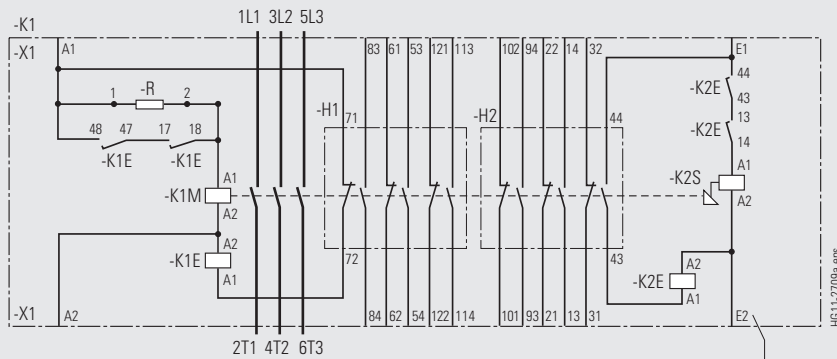 1L1 3L2 5L3
-K1
-X1 A1 83 61 53 121 113 102 94 22 14 32 E1
1 -R 2
48 47 17 18
-K1E -K1E
-H1 71
-H2 44
44
-K2E
43
13
-K2E
14
A1
-K1M
A2
A1
-K2S
A2
A2
-K1E
A1
72
43
A2
-K2E
A1
-X1 A2 84 62 54 122 114 101 93 21 13 31 E2
2T1 4T2 6T3
HG11-2709a.eps